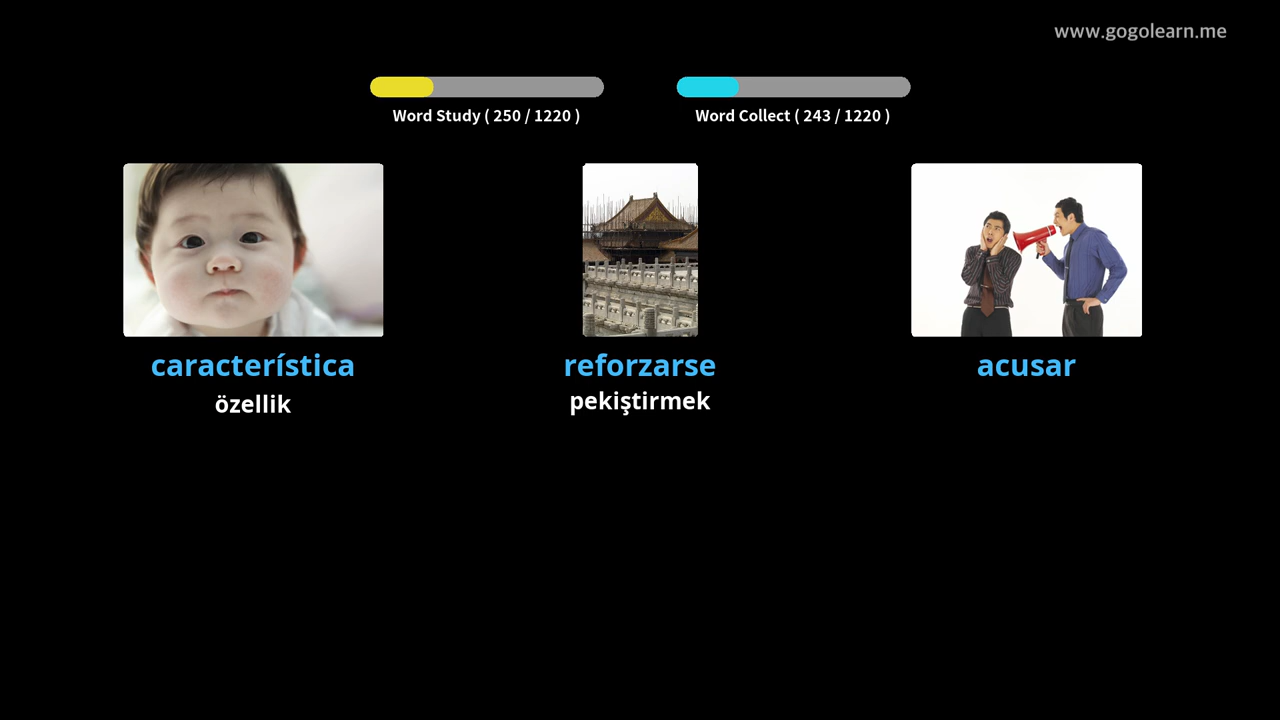 www.gogolearn.me
Word Study ( 250 / 1220 )
Word Collect ( 243 / 1220 )
característica
özellik
reforzarse
pekiştirmek
acusar